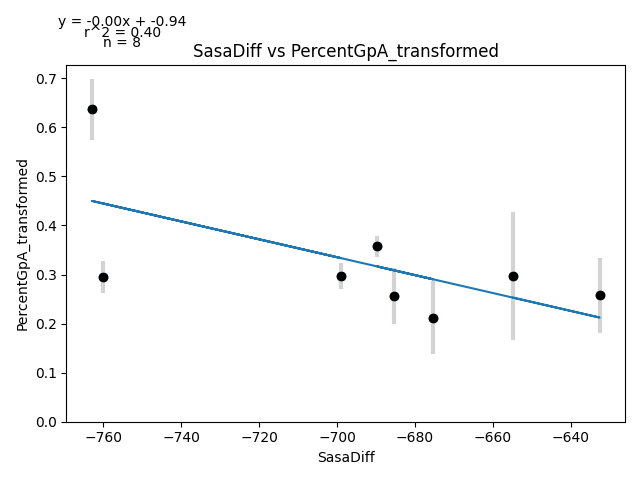 y = -0.00x + -0.94
r^2 = 0.40
n = 8
SasaDiff vs PercentGpA_transformed
0.7
0.6
0.5
0.4
0.3
0.2
0.1
0.0
PercentGpA_transformed
−760 −740 −720 −700 −680 −660 −640
SasaDiff